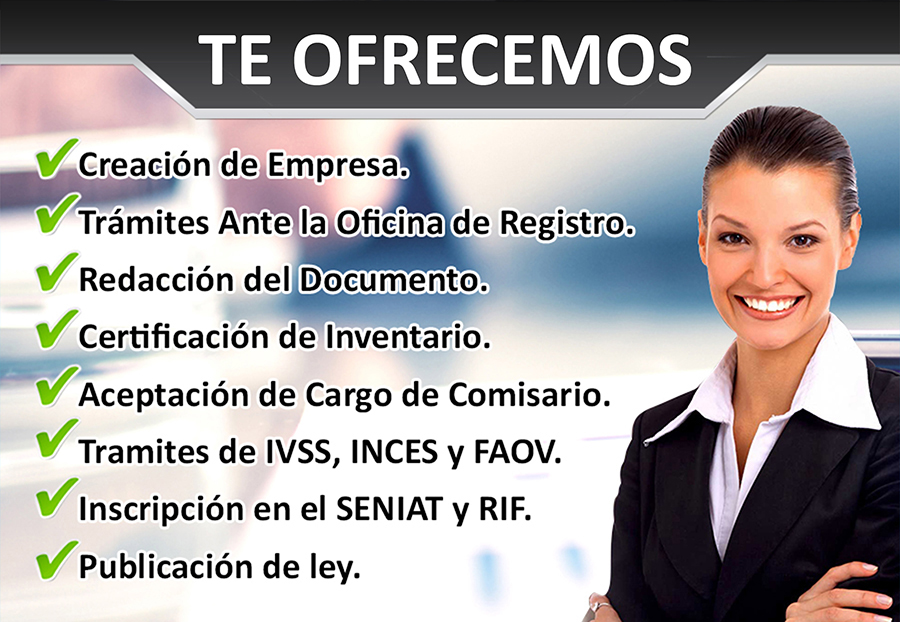 TE OFRECEMOS
Creación de Empresa.
Trámites Ante la Oficina de Registro.
Redacción del Documento.
Certificación de Inventario.
Aceptación de Cargo de Comisario.
Tramites de IVSS, INCES y FAOV.
Inscripción en el SENIAT y RIF.
Publicación de ley.